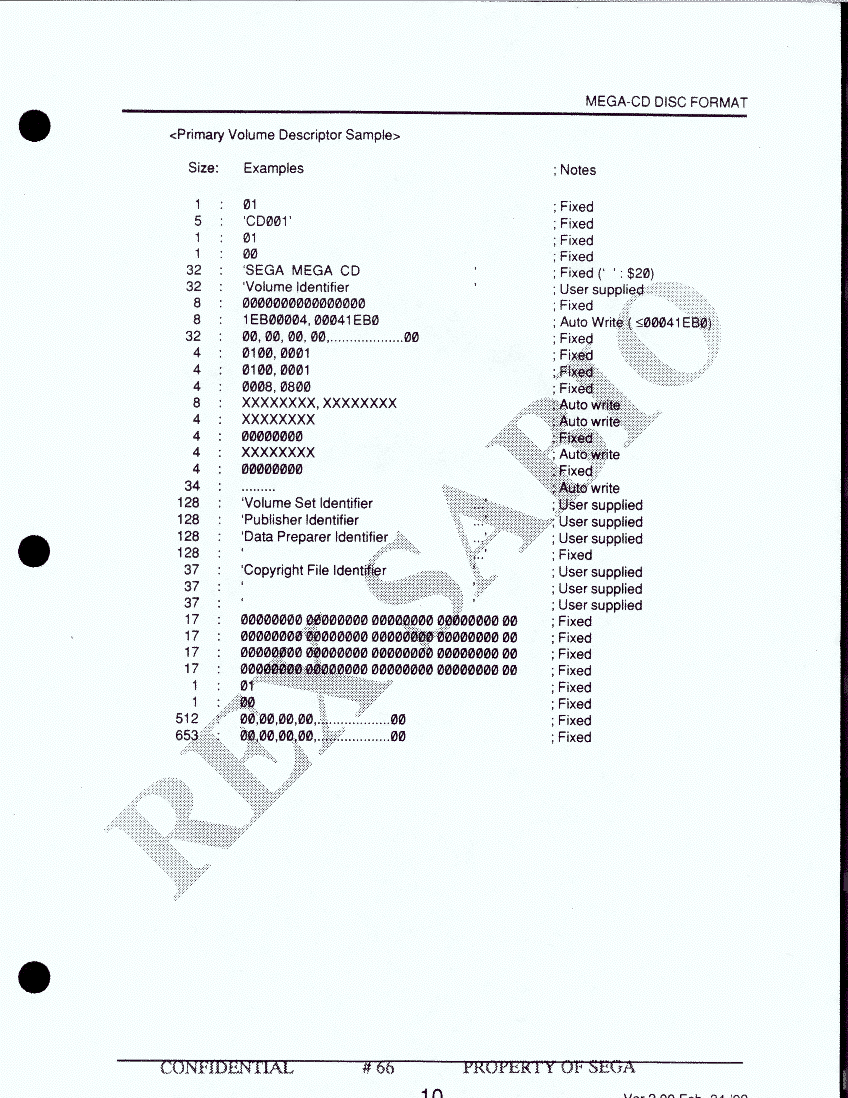 MEGA-CD DISC FORMAT
<Primary Volume Descriptor Sample>
Size: Examples ; Notes
1 : 01 ; Fixed
5 : 'CD001' ; Fixed
1 : 01 ; Fixed
1 : 00 ; Fixed
32 : 'SEGA MEGA CD ' ; Fixed (' ' : $20)
32 : 'Volume Identifier ' ; User supplied
8 : 0000000000000000 ; Fixed
8 : 1EB00004, 00041EB0 ; Auto Write ( ≤00041EB0)
32 : 00, 00, 00, 00,...................00 ; Fixed
4 : 0100, 0001 ; Fixed
4 : 0100, 0001 ; Fixed
4 : 0008, 0800 ; Fixed
8 : XXXXXXXX, XXXXXXXX ; Auto write
4 : XXXXXXXX ; Auto write
4 : 00000000 ; Fixed
4 : XXXXXXXX ; Auto write
4 : 00000000 ; Fixed
34 : ......... ; Auto write
128 : 'Volume Set Identifier ...' ; User supplied
128 : 'Publisher Identifier ...' ; User supplied
128 : 'Data Preparer Identifier ...' ; User supplied
128 : ' ...' ; Fixed
37 : 'Copyright File Identifier ' ; User supplied
37 : ' ' ; User supplied
37 : ' ' ; User supplied
17 : 00000000 00000000 00000000 00000000 00 ; Fixed
17 : 00000000 00000000 00000000 00000000 00 ; Fixed
17 : 00000000 00000000 00000000 00000000 00 ; Fixed
17 : 00000000 00000000 00000000 00000000 00 ; Fixed
1 : 01 ; Fixed
1 : 00 ; Fixed
512 : 00,00,00,00,...................00 ; Fixed
653 : 00,00,00,00,...................00 ; Fixed
REX SABIO
CONFIDENTIAL # 66 PROPERTY OF SEGA
10